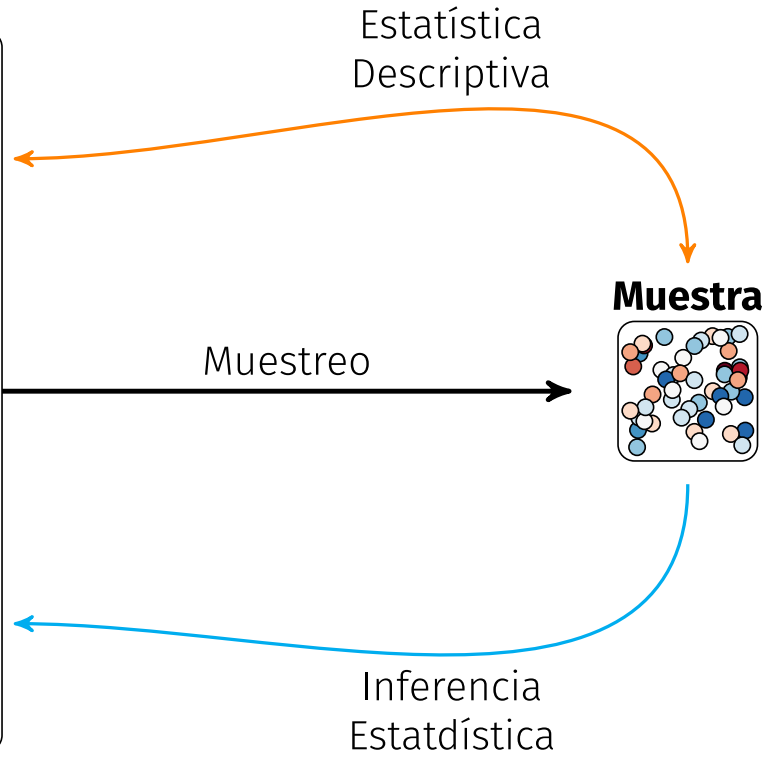 Estatística
Descriptiva
Muestra
Muestreo
Inferencia
Estatdística